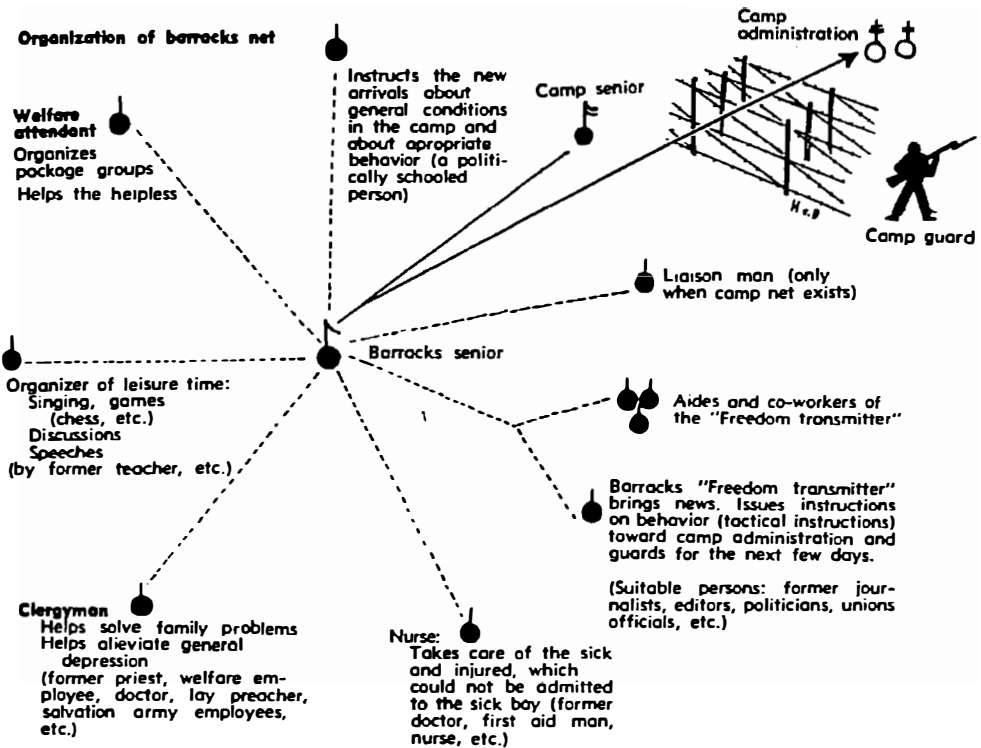 Organization of barracks net
Camp
administration
Instructs the new
arrivals about
general conditions
in the camp and
about apropriate
behavior (a politi-
cally schooled
person)
Camp senior
Welfare
attendant
Organizes
package groups
Helps the helpless
Camp guard
Liaison man (only
when camp net exists)
Barracks senior
Organizer of leisure time:
Singing, games
(chess, etc.)
Discussions
Speeches
(by former teacher, etc.)
Aides and co-workers of
the "Freedom transmitter"
Barracks "Freedom transmitter"
brings news. Issues instructions
on behavior (tactical instructions)
toward camp administration and
guards for the next few days.
(Suitable persons: former jour-
nalists, editors, politicians, unions
officials, etc.)
Clergyman
Helps solve family problems
Helps alieviate general
depression
(former priest, welfare em-
ployee, doctor, lay preacher,
salvation army employees,
etc.)
Nurse:
Takes care of the sick
and injured, which
could not be admitted
to the sick bay (former
doctor, first aid man,
nurse, etc.)